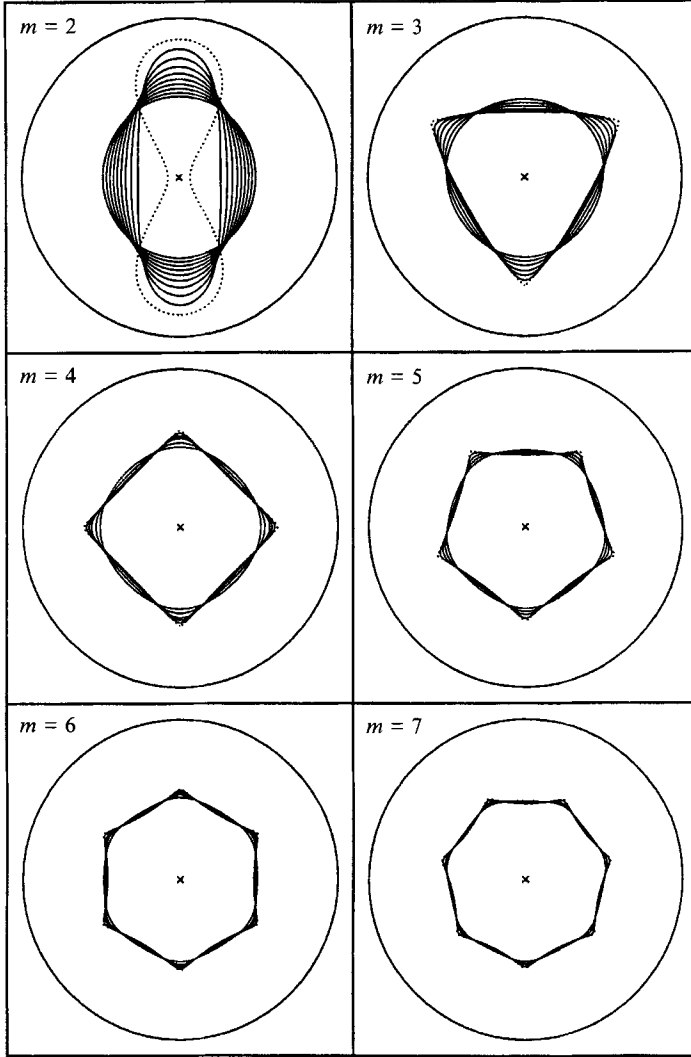 m = 2
m = 3
m = 4
m = 5
m = 6
m = 7